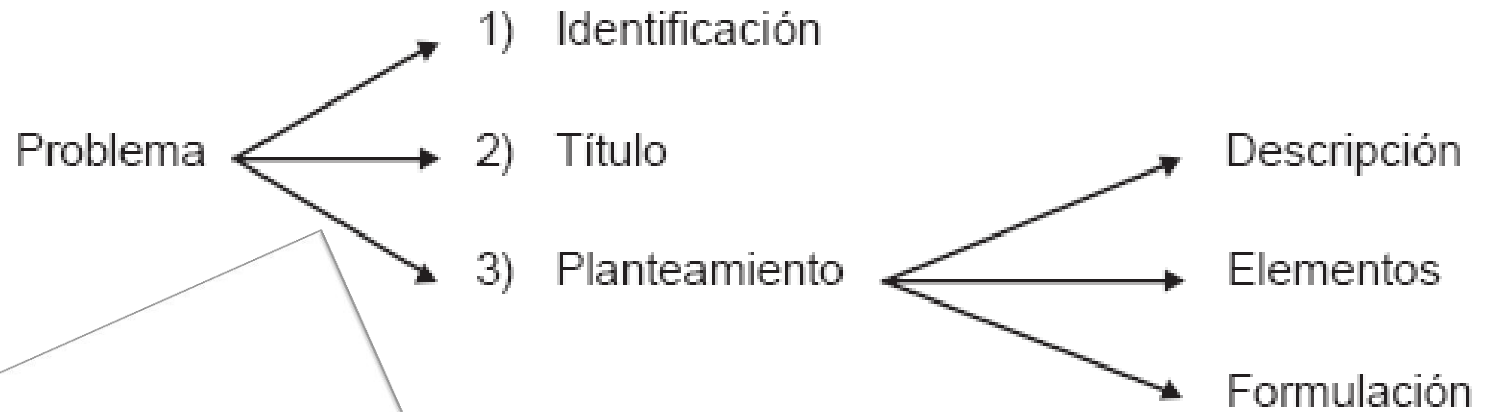 1) Identificación
Problema 2) Título Descripción
3) Planteamiento Elementos
Formulación